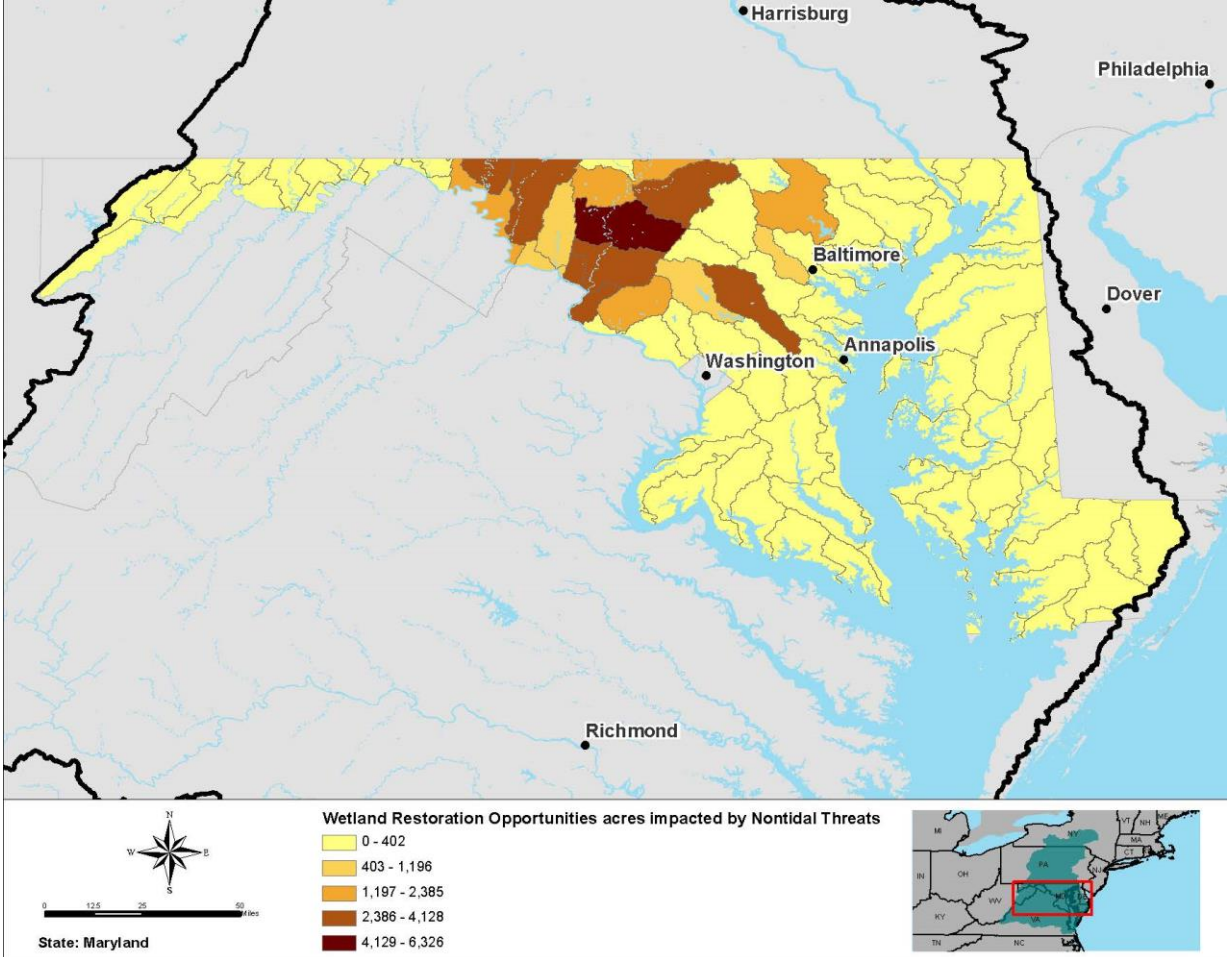 Harrisburg
Philadelphia
Baltimore
Dover
Annapolis
Washington
Richmond
N
W E
S
0 12.5 25 50
Miles
State: Maryland
Wetland Restoration Opportunities acres impacted by Nontidal Threats
0 - 402
403 - 1,196
1,197 - 2,385
2,386 - 4,128
4,129 - 6,326
MI
NY
VT
NH
ME
MA
CT
PA
NJ
IN
OH
WV
KY
VA
TN
NC